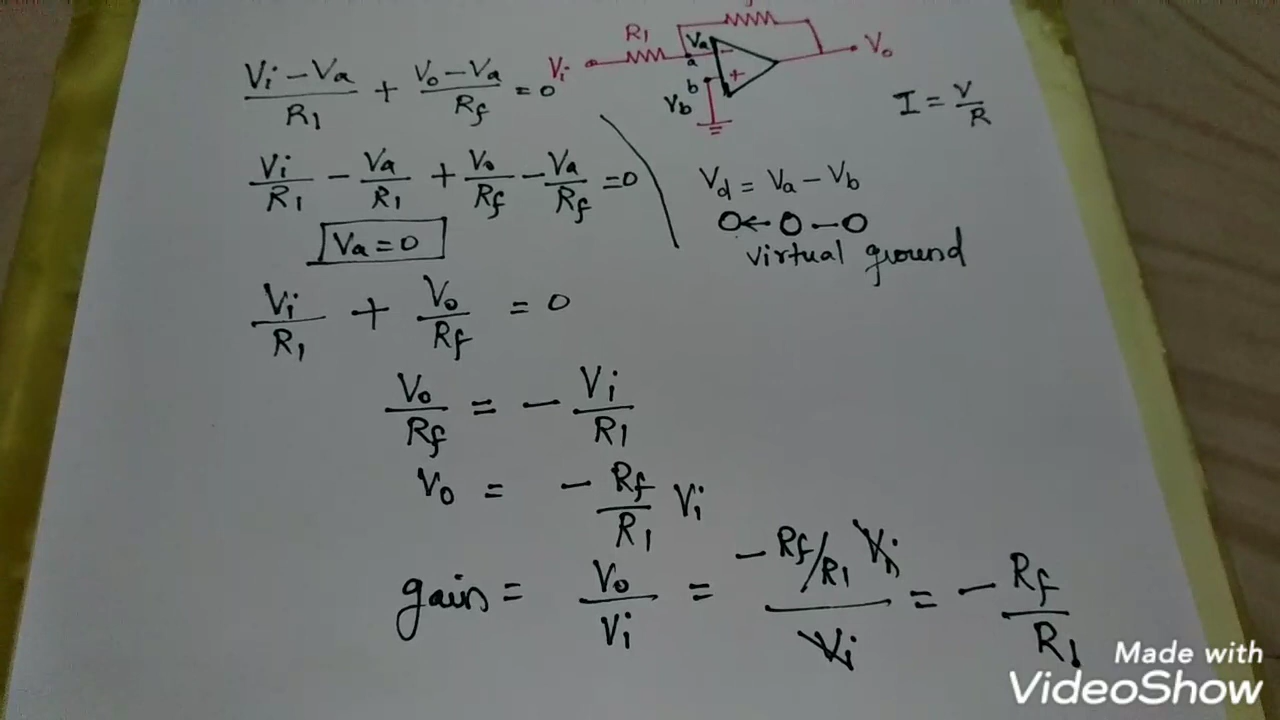 R1
Vi
Va
a
b
Vb
−
+
Vo
I = V/R
(Vi − Va)/R1 + (Vo − Va)/Rf = 0
Vi/R1 − Va/R1 + Vo/Rf − Va/Rf = 0
Va = 0
Vd = Va − Vb
0 ← 0 − 0
virtual ground
Vi/R1 + Vo/Rf = 0
Vo/Rf = − Vi/R1
Vo = − Rf/R1 Vi
gain = Vo/Vi = (− Rf/R1 Vi)/Vi = − Rf/R1
Made with
VideoShow